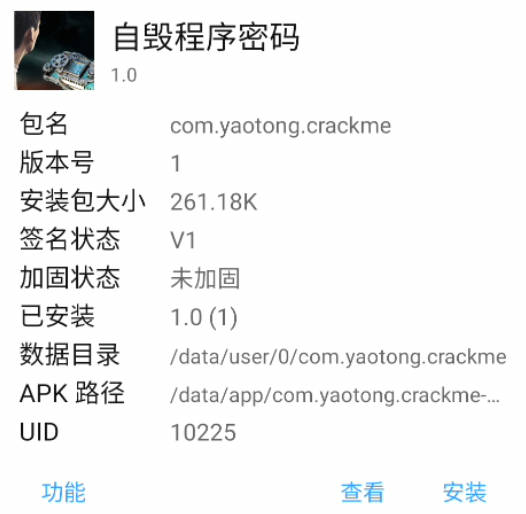 自毁程序密码
1.0
包名 com.yaotong.crackme
版本号 1
安装包大小 261.18K
签名状态 V1
加固状态 未加固
已安装 1.0 (1)
数据目录 /data/user/0/com.yaotong.crackme
APK 路径 /data/app/com.yaotong.crackme-...
UID 10225
功能 查看 安装